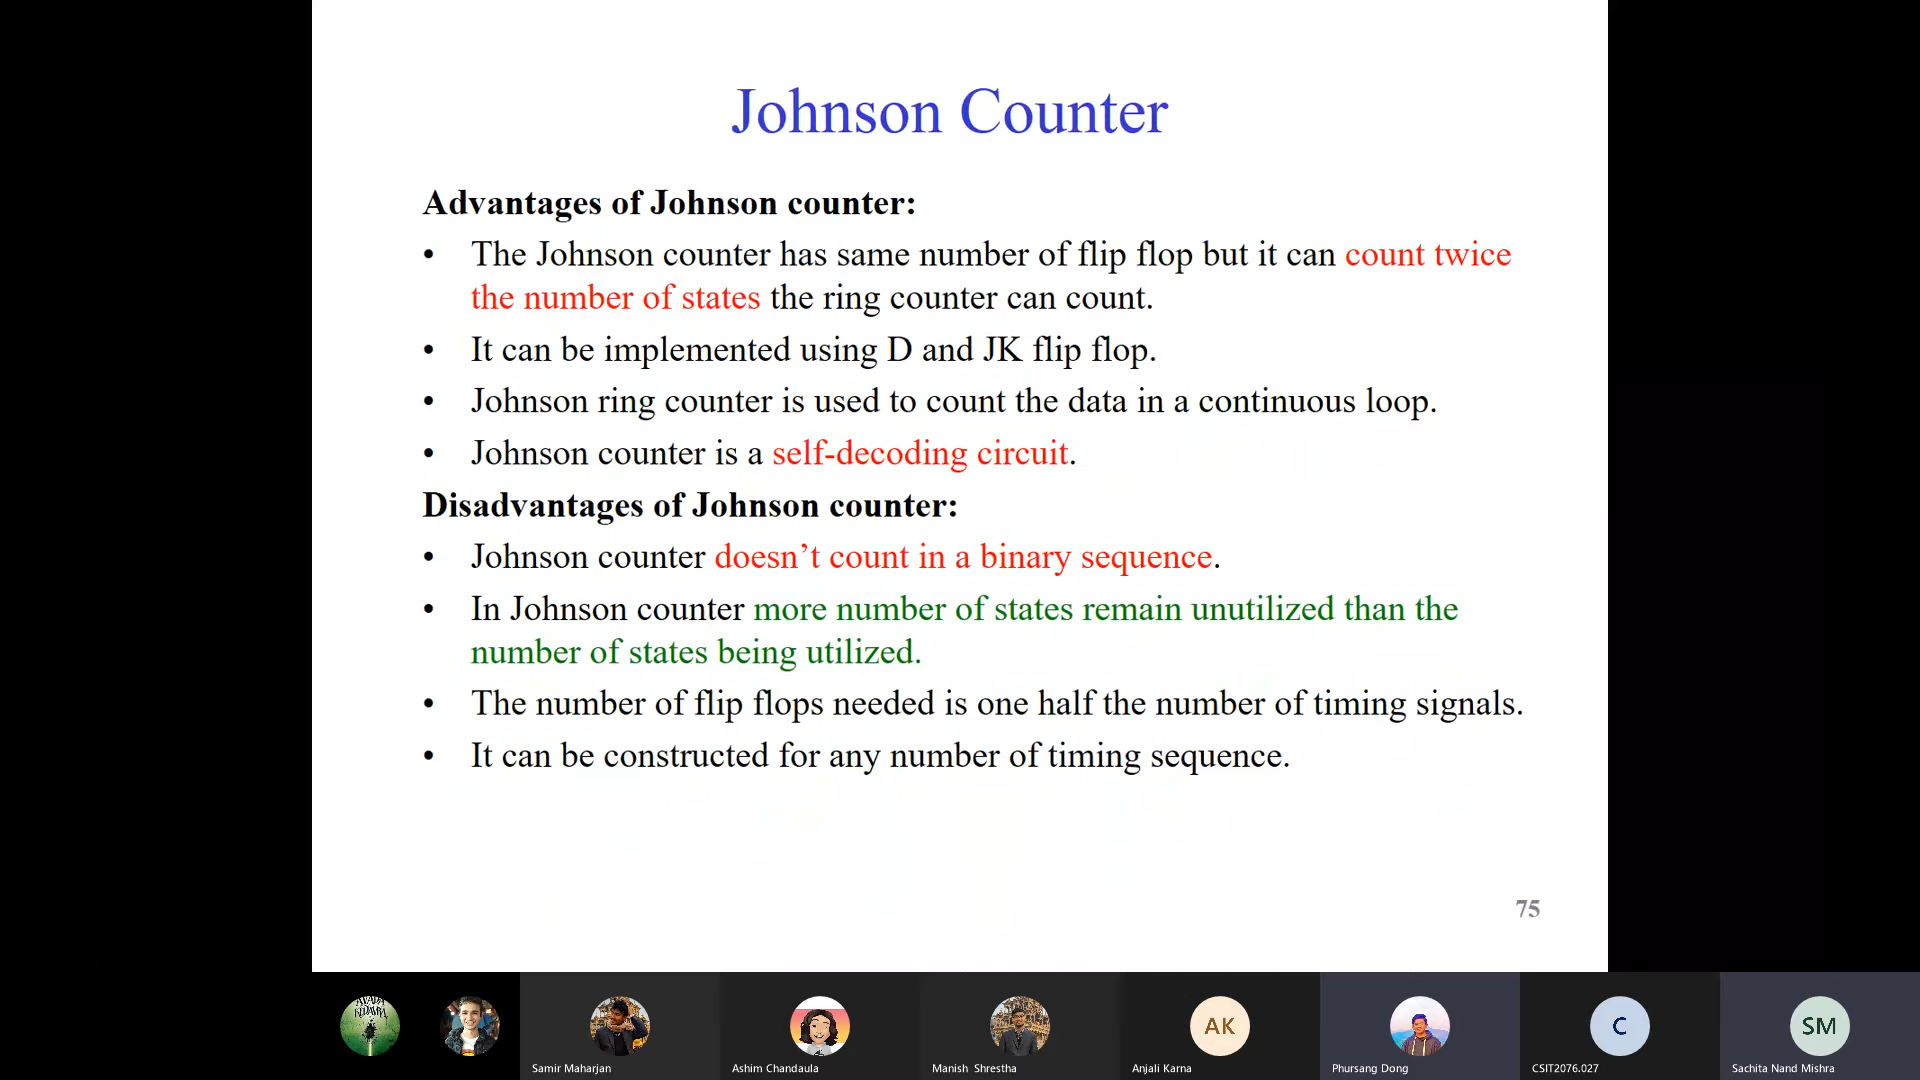 Johnson Counter
Advantages of Johnson counter:
• The Johnson counter has same number of flip flop but it can count twice
the number of states the ring counter can count.
• It can be implemented using D and JK flip flop.
• Johnson ring counter is used to count the data in a continuous loop.
• Johnson counter is a self-decoding circuit.
Disadvantages of Johnson counter:
• Johnson counter doesn’t count in a binary sequence.
• In Johnson counter more number of states remain unutilized than the
number of states being utilized.
• The number of flip flops needed is one half the number of timing signals.
• It can be constructed for any number of timing sequence.
75
AVADA
KEDAVRA
AK
C
SM
Samir Maharjan
Ashim Chandaula
Manish Shrestha
Anjali Karna
Phursang Dong
CSIT2076.027
Sachita Nand Mishra